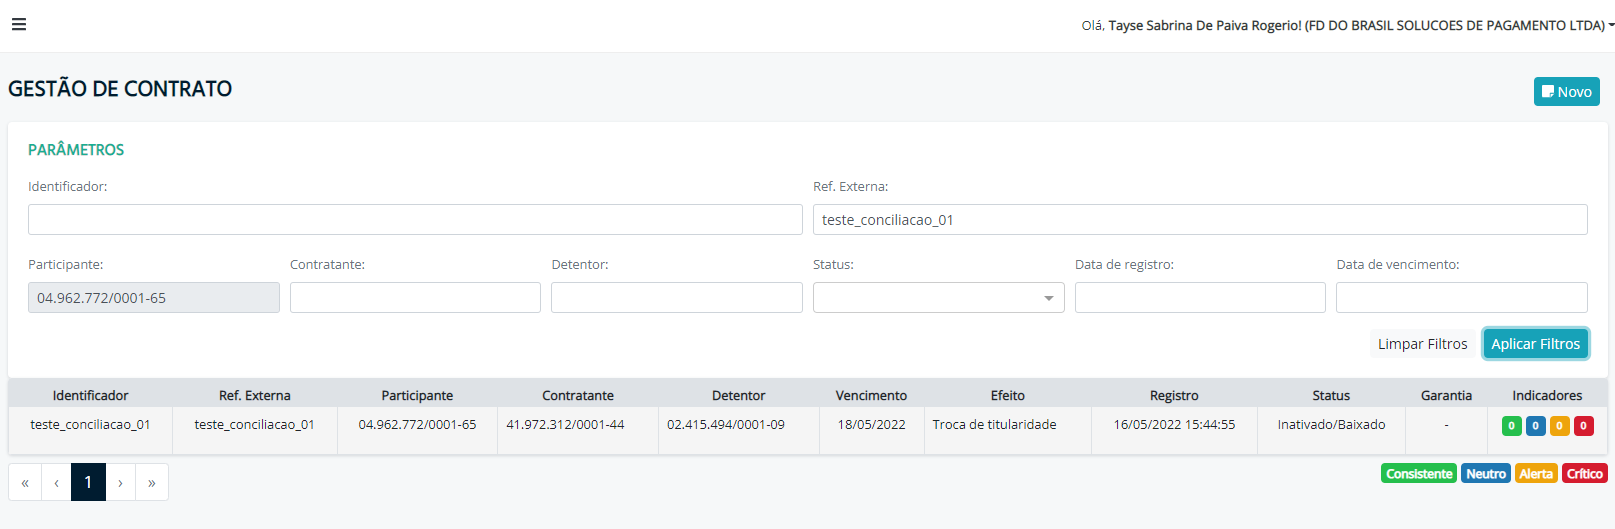 Olá, Tayse Sabrina De Paiva Rogerio! (FD DO BRASIL SOLUCOES DE PAGAMENTO LTDA)
GESTÃO DE CONTRATO
Novo
PARÂMETROS
Identificador: Ref. Externa:
teste_conciliacao_01
Participante: Contratante: Detentor: Status: Data de registro: Data de vencimento:
04.962.772/0001-65
Limpar Filtros Aplicar Filtros
Identificador Ref. Externa Participante Contratante Detentor Vencimento Efeito Registro Status Garantia Indicadores
teste_conciliacao_01 teste_conciliacao_01 04.962.772/0001-65 41.972.312/0001-44 02.415.494/0001-09 18/05/2022 Troca de titularidade 16/05/2022 15:44:55 Inativado/Baixado - 0 0 0 0
« ‹ 1 › » Consistente Neutro Alerta Crítico